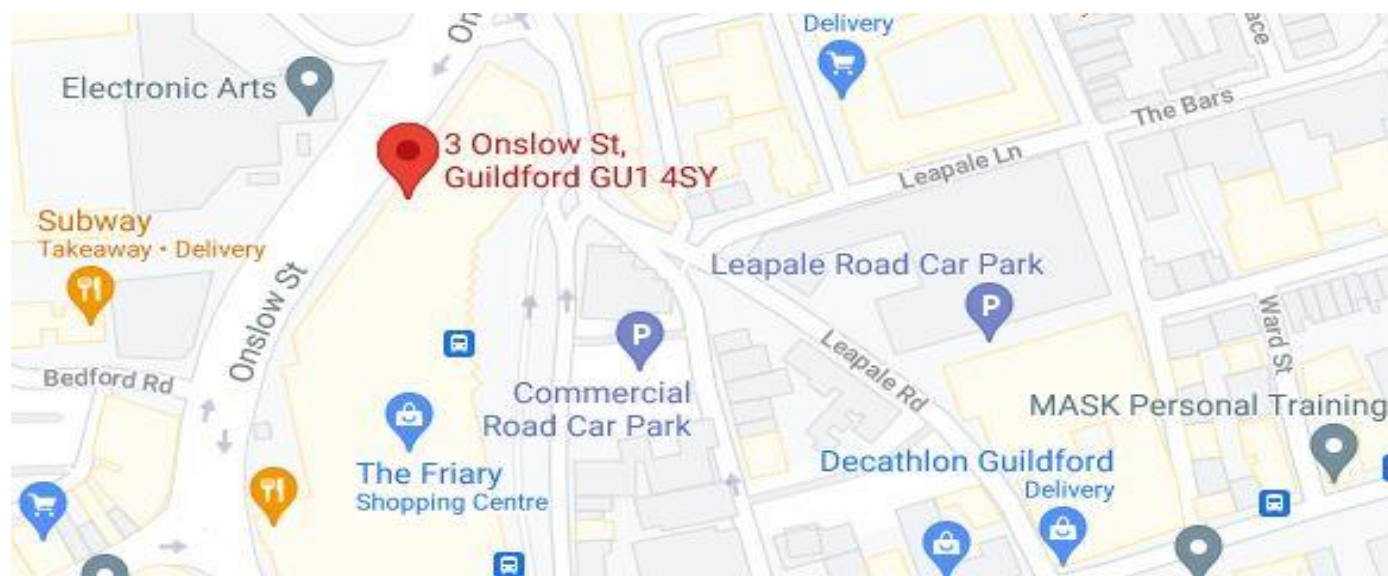 Delivery
Electronic Arts
The Bars
3 Onslow St,
Guildford GU1 4SY
Leapale Ln
Subway
Takeaway • Delivery
Leapale Road Car Park
P
P
Onslow St
Ward St
Bedford Rd
Leapale Rd
Commercial
Road Car Park
MASK Personal Training
The Friary
Shopping Centre
Decathlon Guildford
Delivery